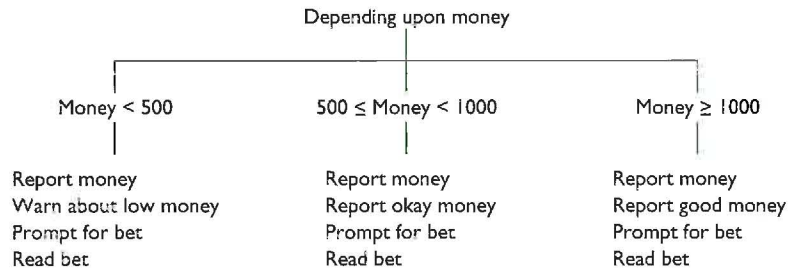 Depending upon money
Money < 500
500 ≤ Money < 1000
Money ≥ 1000
Report money
Warn about low money
Prompt for bet
Read bet
Report money
Report okay money
Prompt for bet
Read bet
Report money
Report good money
Prompt for bet
Read bet